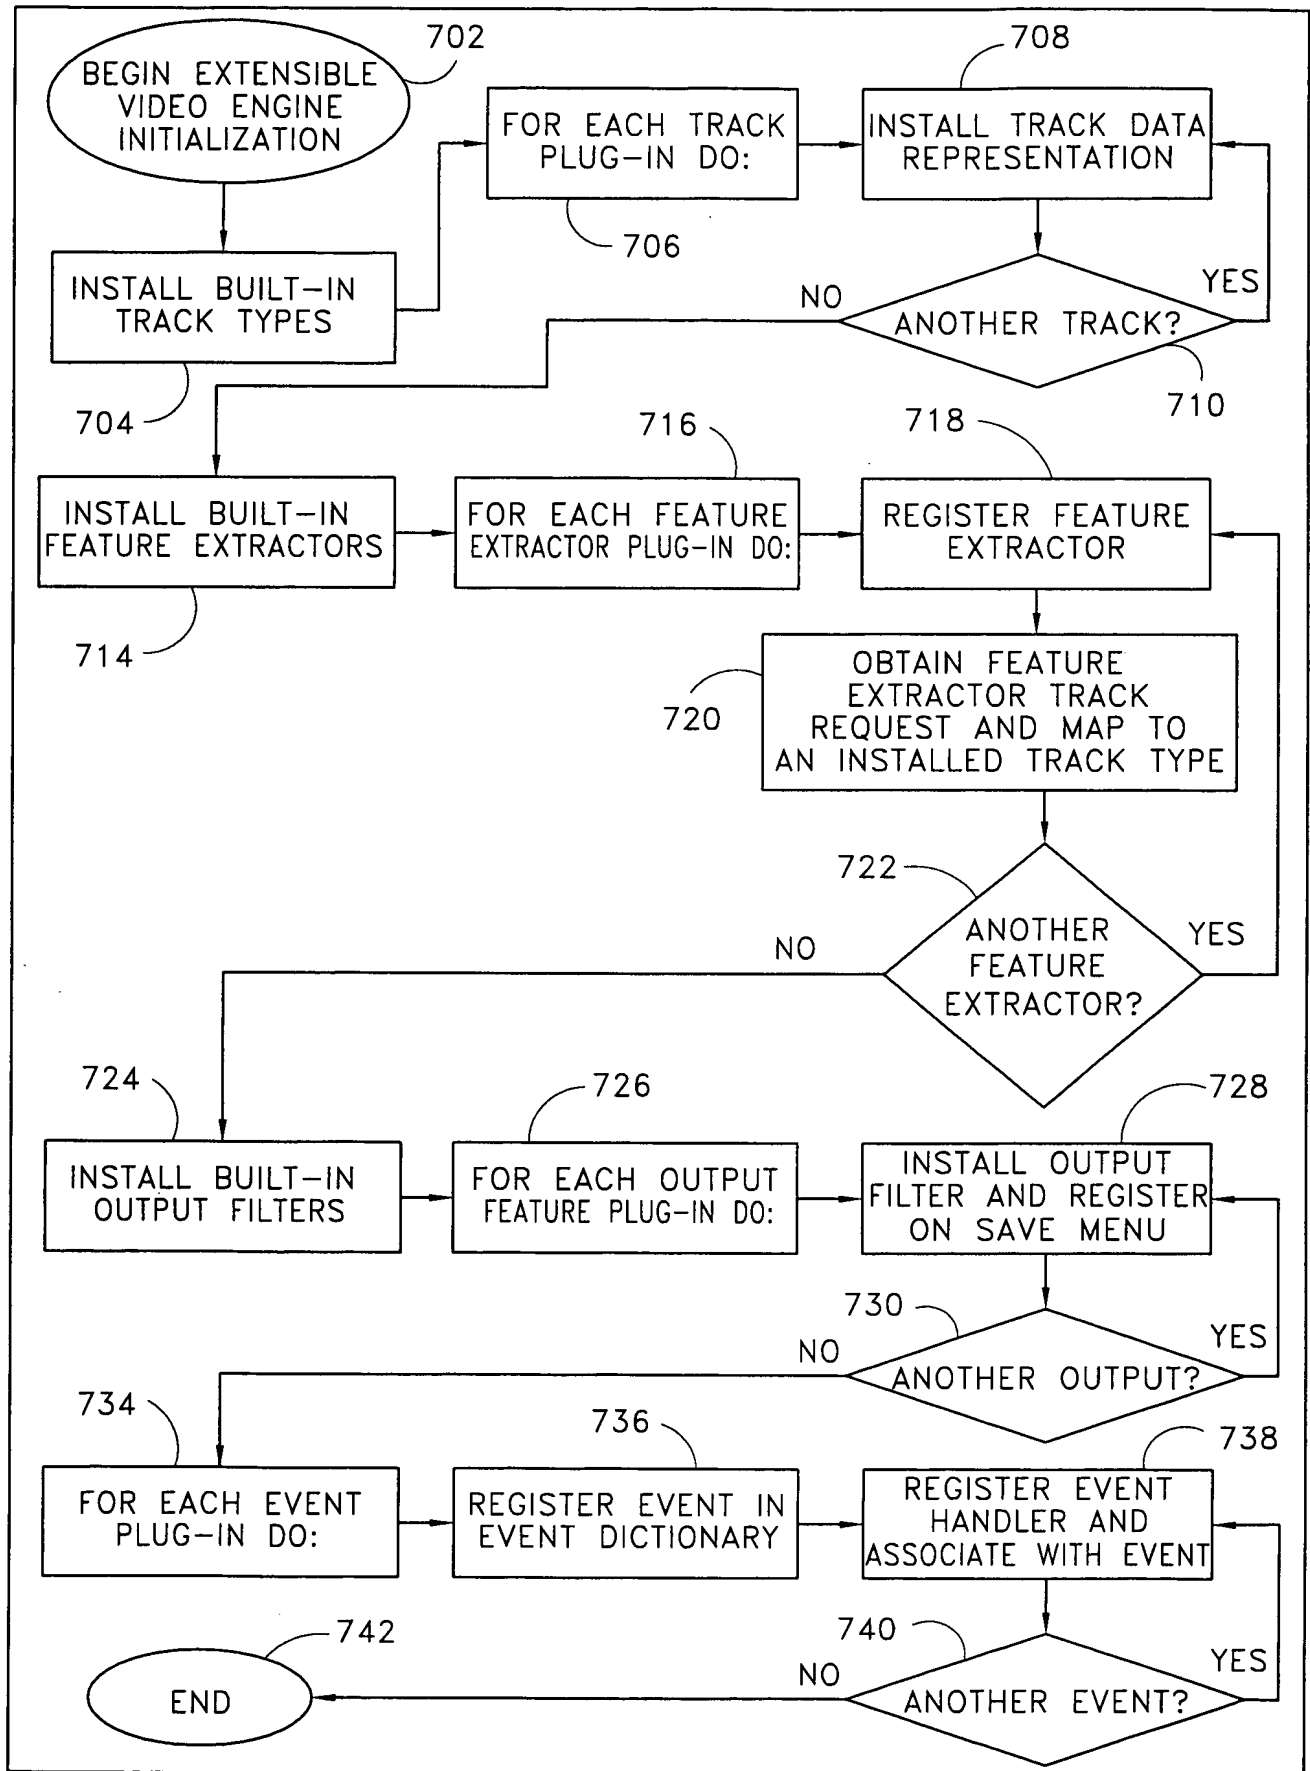 702
BEGIN EXTENSIBLE
VIDEO ENGINE
INITIALIZATION
FOR EACH TRACK
PLUG-IN DO:
706
708
INSTALL TRACK DATA
REPRESENTATION
INSTALL BUILT-IN
TRACK TYPES
704
NO
ANOTHER TRACK?
YES
710
INSTALL BUILT-IN
FEATURE EXTRACTORS
714
716
FOR EACH FEATURE
EXTRACTOR PLUG-IN DO:
718
REGISTER FEATURE
EXTRACTOR
720
OBTAIN FEATURE
EXTRACTOR TRACK
REQUEST AND MAP TO
AN INSTALLED TRACK TYPE
722
NO
ANOTHER
FEATURE
EXTRACTOR?
YES
724
INSTALL BUILT-IN
OUTPUT FILTERS
726
FOR EACH OUTPUT
FEATURE PLUG-IN DO:
728
INSTALL OUTPUT
FILTER AND REGISTER
ON SAVE MENU
730
NO
ANOTHER OUTPUT?
YES
734
FOR EACH EVENT
PLUG-IN DO:
736
REGISTER EVENT IN
EVENT DICTIONARY
738
REGISTER EVENT
HANDLER AND
ASSOCIATE WITH EVENT
740
NO
ANOTHER EVENT?
YES
742
END